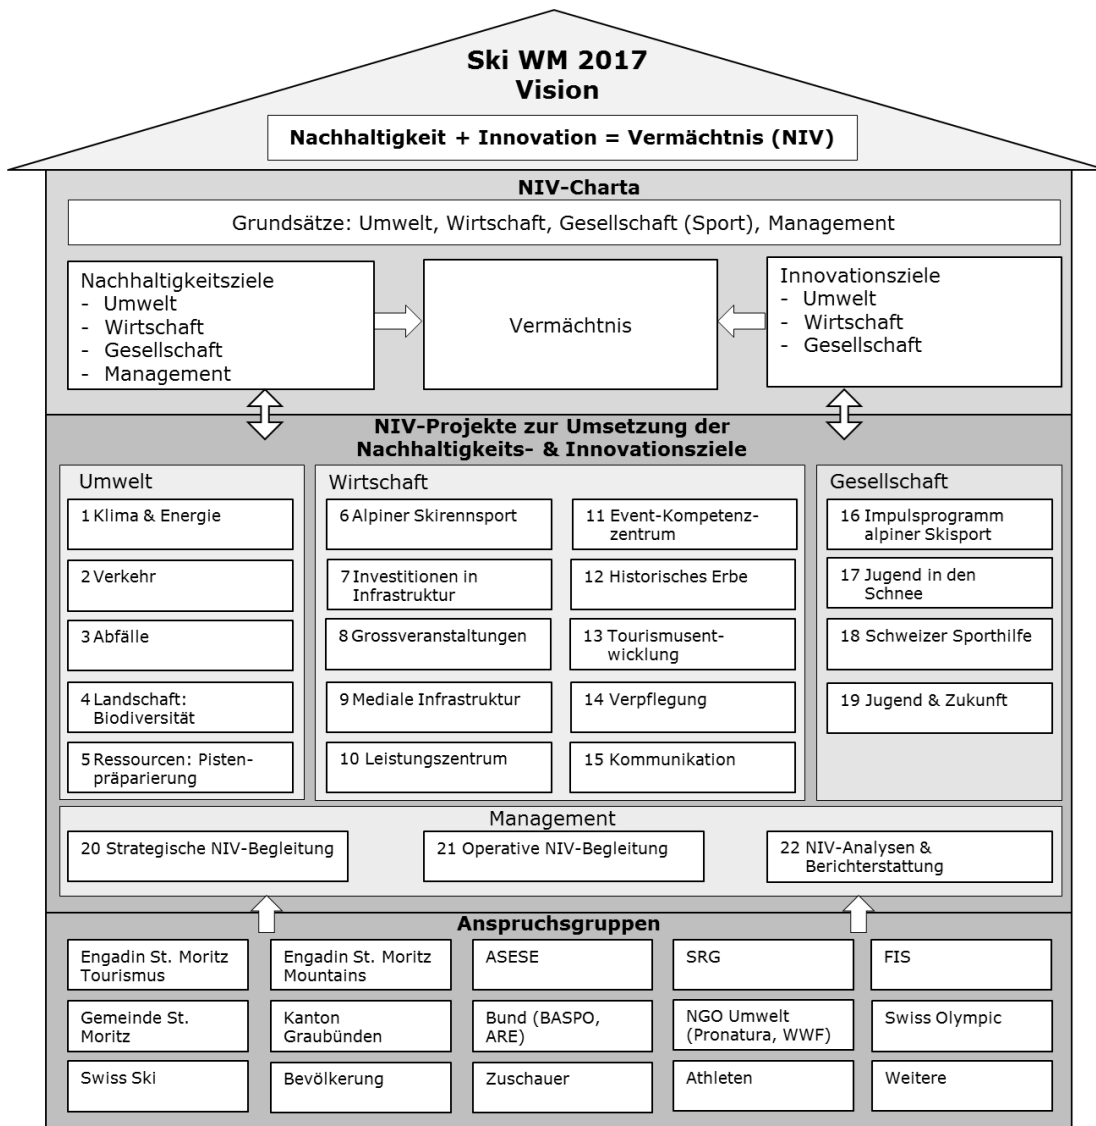 Ski WM 2017
Vision
Nachhaltigkeit + Innovation = Vermächtnis (NIV)
NIV-Charta
Grundsätze: Umwelt, Wirtschaft, Gesellschaft (Sport), Management
Nachhaltigkeitsziele
- Umwelt
- Wirtschaft
- Gesellschaft
- Management
Vermächtnis
Innovationsziele
- Umwelt
- Wirtschaft
- Gesellschaft
NIV-Projekte zur Umsetzung der
Nachhaltigkeits- & Innovationsziele
Umwelt
1 Klima & Energie
2 Verkehr
3 Abfälle
4 Landschaft:
Biodiversität
5 Ressourcen: Pisten-
präparierung
Wirtschaft
6 Alpiner Skirennsport
7 Investitionen in
Infrastruktur
8 Grossveranstaltungen
9 Mediale Infrastruktur
10 Leistungszentrum
11 Event-Kompetenz-
zentrum
12 Historisches Erbe
13 Tourismusent-
wicklung
14 Verpflegung
15 Kommunikation
Gesellschaft
16 Impulsprogramm
alpiner Skisport
17 Jugend in den
Schnee
18 Schweizer Sporthilfe
19 Jugend & Zukunft
Management
20 Strategische NIV-Begleitung
21 Operative NIV-Begleitung
22 NIV-Analysen &
Berichterstattung
Anspruchsgruppen
Engadin St. Moritz
Tourismus
Engadin St. Moritz
Mountains
ASESE
SRG
FIS
Gemeinde St.
Moritz
Kanton
Graubünden
Bund (BASPO,
ARE)
NGO Umwelt
(Pronatura, WWF)
Swiss Olympic
Swiss Ski
Bevölkerung
Zuschauer
Athleten
Weitere